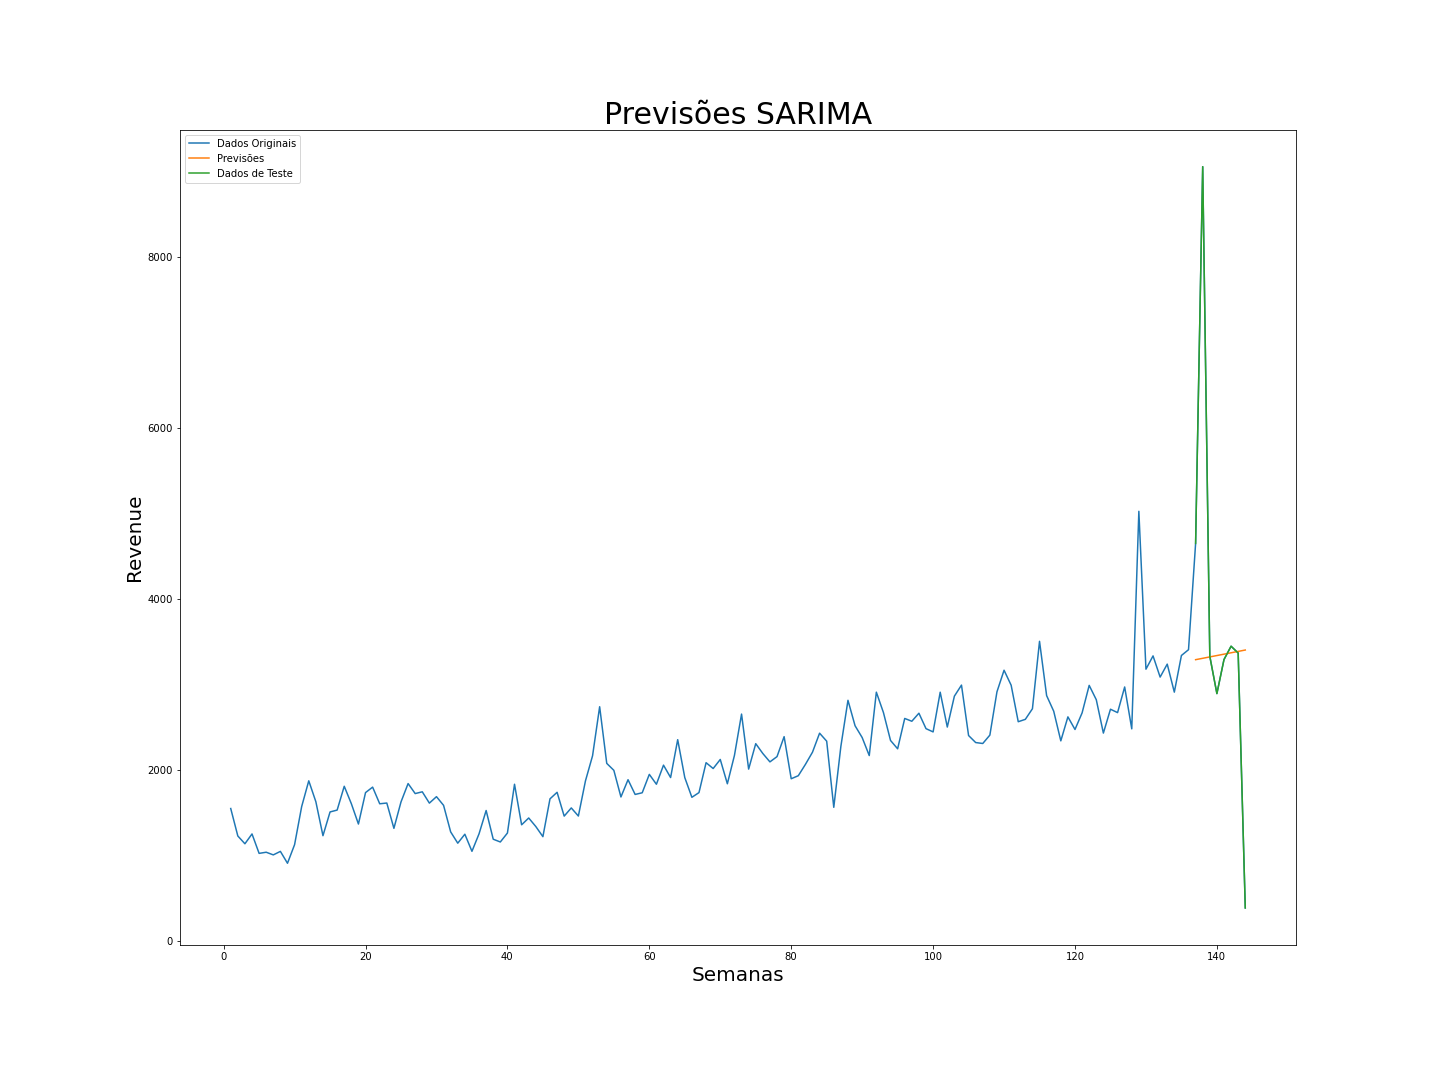 Previsões SARIMA
Dados Originais
Previsões
Dados de Teste
8000
6000
4000
2000
0
Revenue
0 20 40 60 80 100 120 140
Semanas